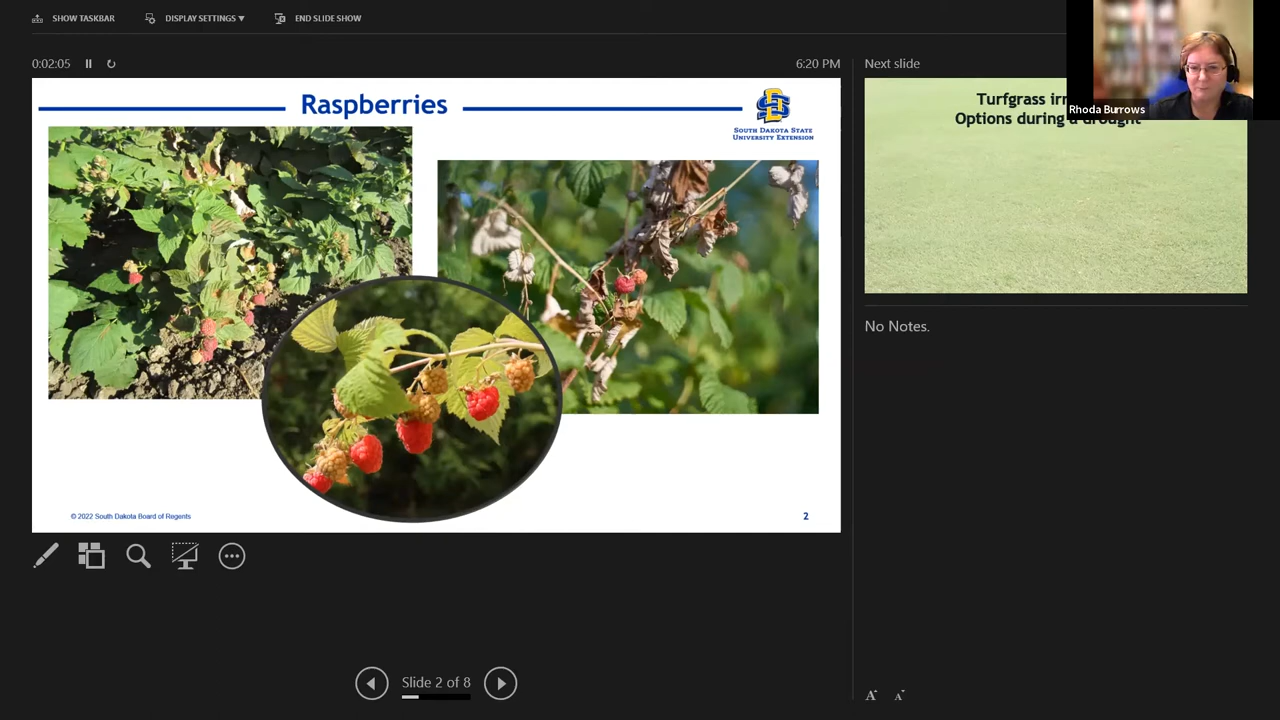 SHOW TASKBAR
DISPLAY SETTINGS ▼
END SLIDE SHOW
0:02:05
6:20 PM
Next slide
Raspberries
SOUTH DAKOTA STATE
UNIVERSITY EXTENSION
© 2022 South Dakota Board of Regents
2
Turfgrass
Options during a drought
Rhoda Burrows
No Notes.
Slide 2 of 8
A
A